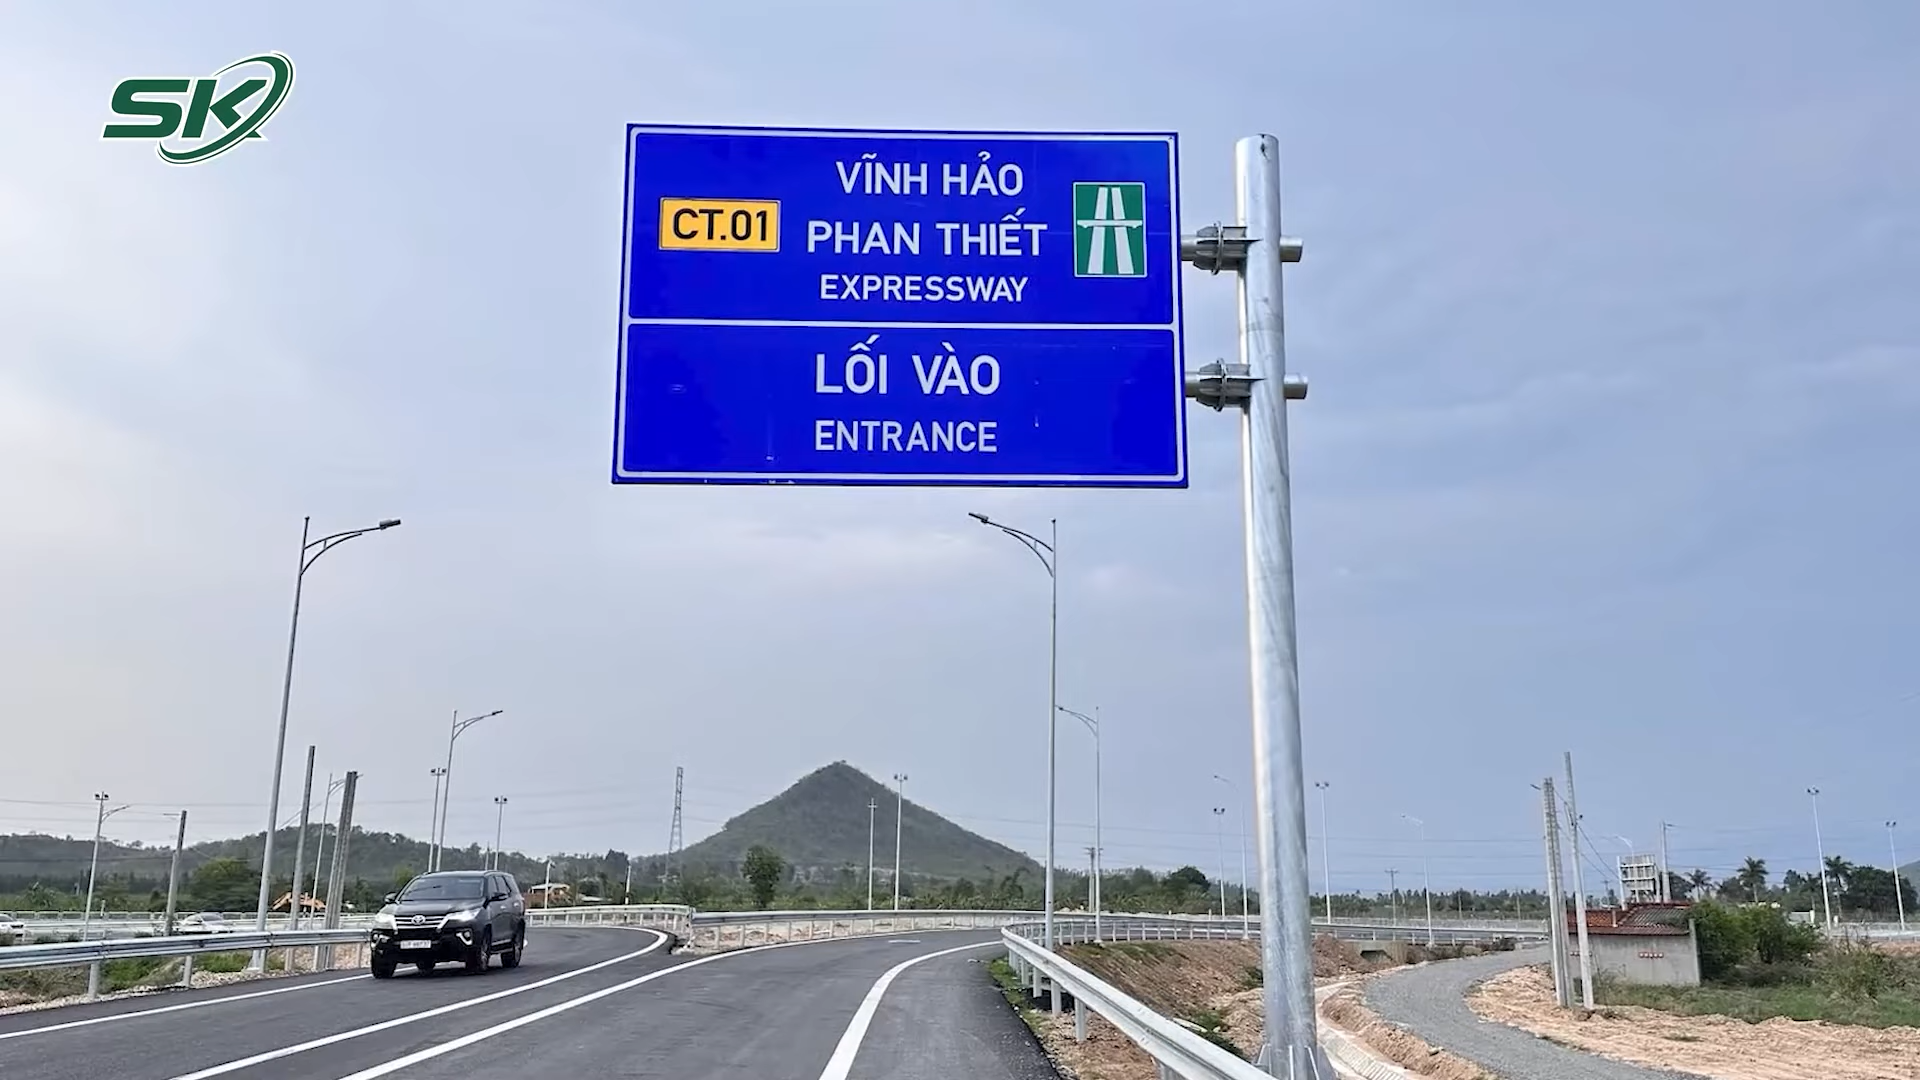 SK
VĨNH HẢO
CT.01
PHAN THIẾT
EXPRESSWAY
LỐI VÀO
ENTRANCE